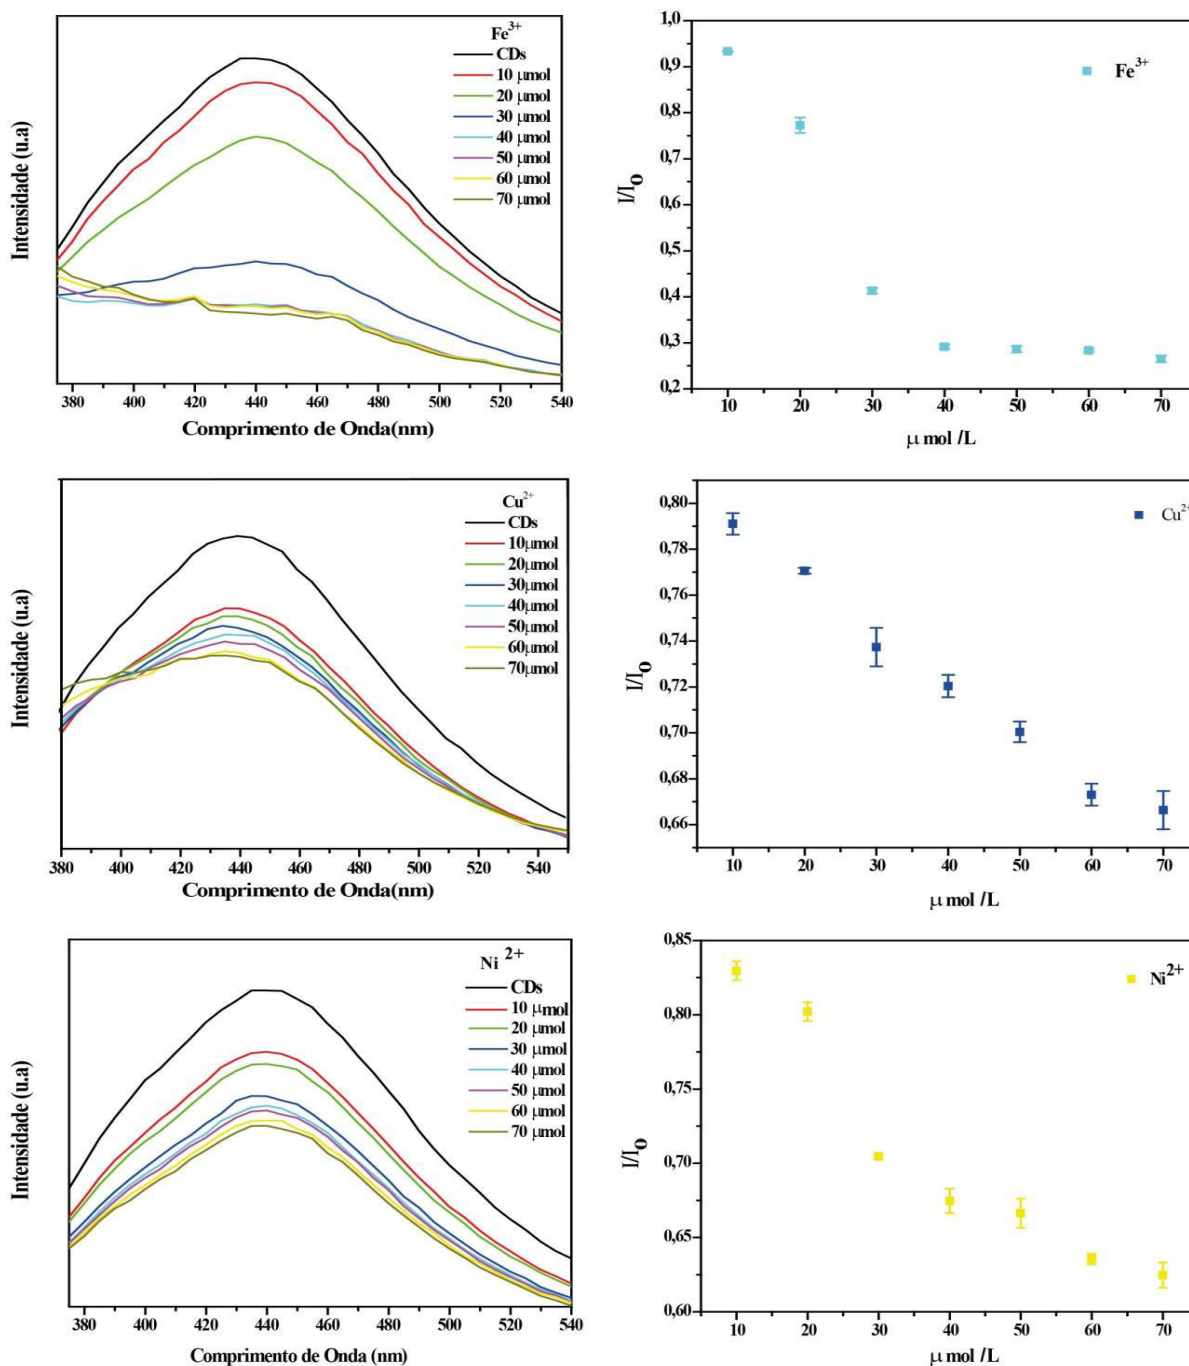 Fe3+
CDs
10 μmol
20 μmol
30 μmol
40 μmol
50 μmol
60 μmol
70 μmol
Intensidade (u.a)
380 400 420 440 460 480 500 520 540
Comprimento de Onda(nm)
1,0
0,9
0,8
0,7
0,6
0,5
0,4
0,3
0,2
I/Io
Fe3+
10 20 30 40 50 60 70
μ mol /L
Cu2+
CDs
10μmol
20μmol
30μmol
40μmol
50μmol
60μmol
70μmol
Intensidade (u.a)
380 400 420 440 460 480 500 520 540
Comprimento de Onda(nm)
0,80
0,78
0,76
0,74
0,72
0,70
0,68
0,66
I/Io
Cu2+
10 20 30 40 50 60 70
μ mol /L
Ni 2+
CDs
10 μmol
20 μmol
30 μmol
40 μmol
50 μmol
60 μmol
70 μmol
Intensidade (u.a)
380 400 420 440 460 480 500 520 540
Comprimento de Onda (nm)
0,85
0,80
0,75
0,70
0,65
0,60
I/Io
Ni2+
10 20 30 40 50 60 70
μ mol /L